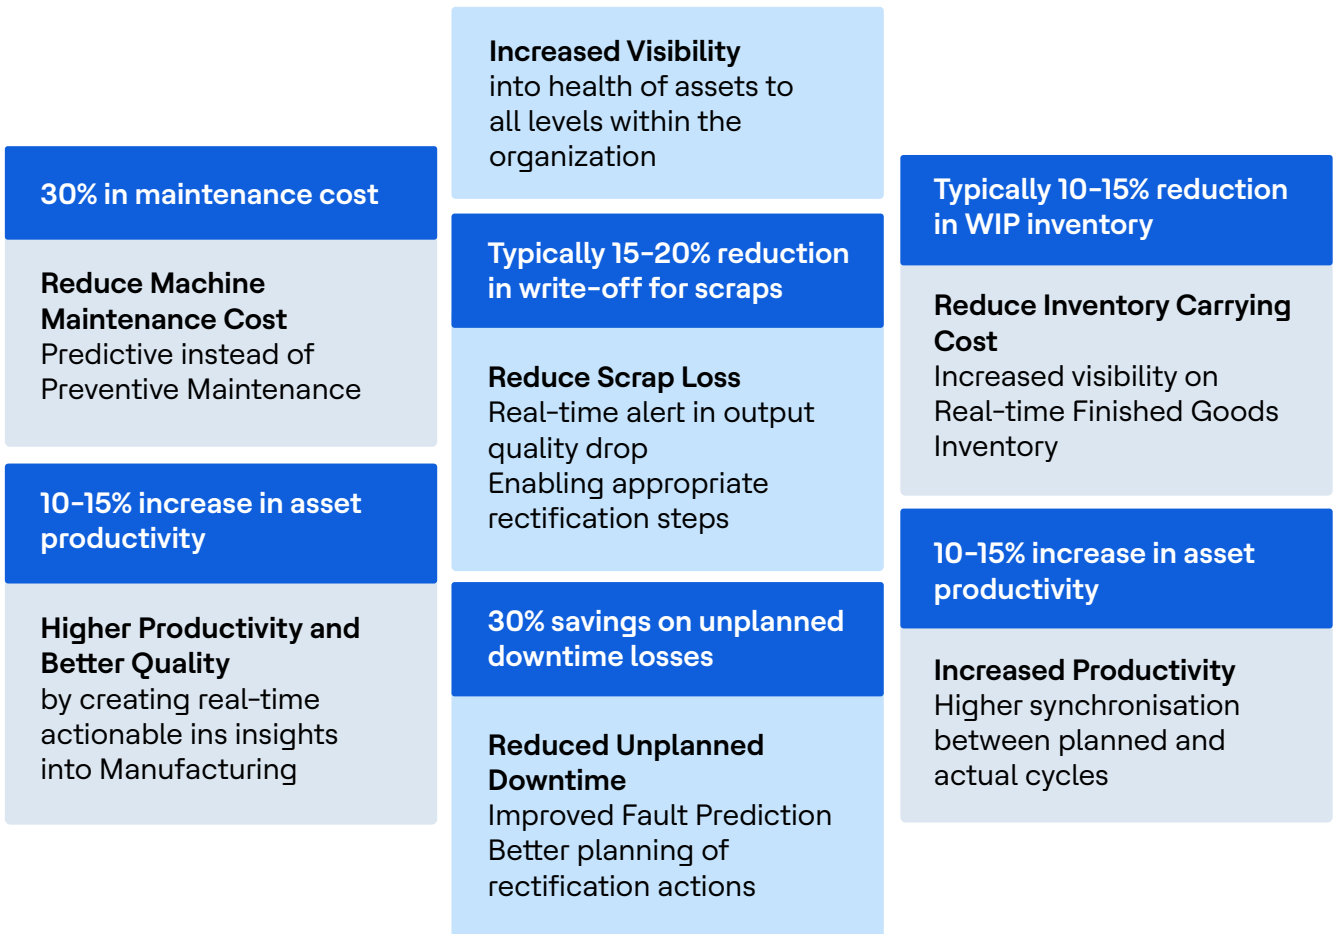 30% in maintenance cost
Reduce Machine
Maintenance Cost
Predictive instead of
Preventive Maintenance
10-15% increase in asset
productivity
Higher Productivity and
Better Quality
by creating real-time
actionable ins insights
into Manufacturing
Increased Visibility
into health of assets to
all levels within the
organization
Typically 15-20% reduction
in write-off for scraps
Reduce Scrap Loss
Real-time alert in output
quality drop
Enabling appropriate
rectification steps
30% savings on unplanned
downtime losses
Reduced Unplanned
Downtime
Improved Fault Prediction
Better planning of
rectification actions
Typically 10-15% reduction
in WIP inventory
Reduce Inventory Carrying
Cost
Increased visibility on
Real-time Finished Goods
Inventory
10-15% increase in asset
productivity
Increased Productivity
Higher synchronisation
between planned and
actual cycles